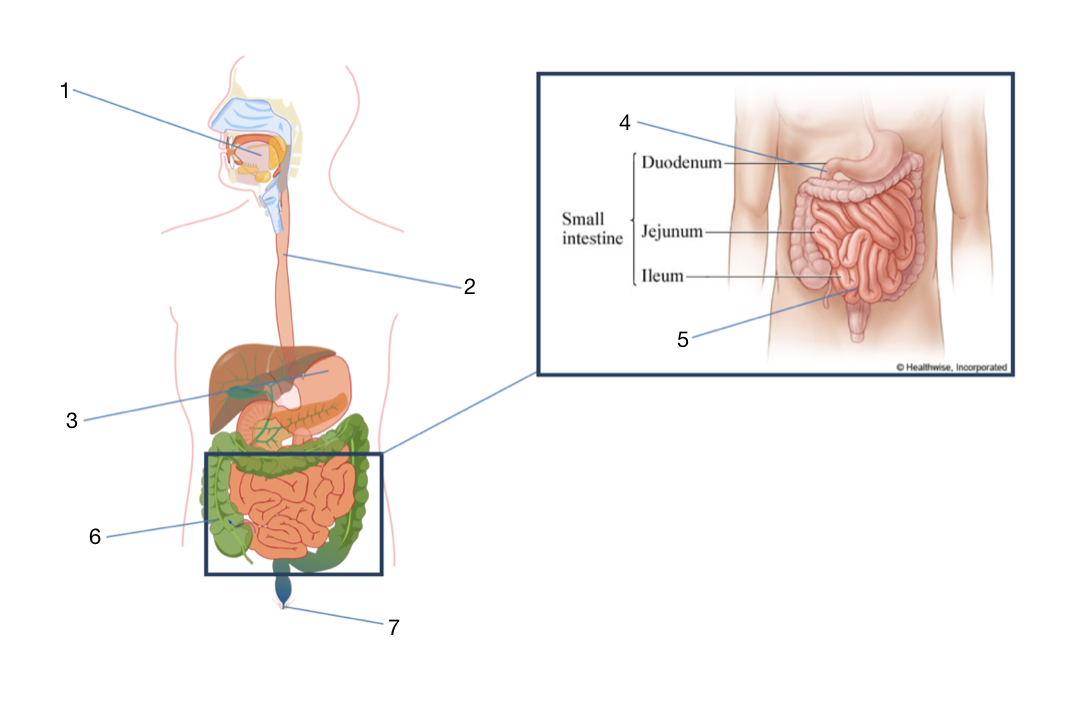 1
2
3
4
Duodenum
Small
intestine
Jejunum
Ileum
5
© Healthwise, Incorporated
6
7